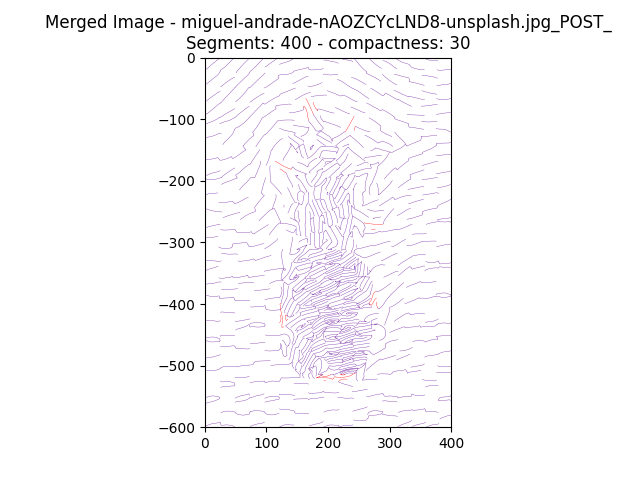 Merged Image - miguel-andrade-nAOZCYcLND8-unsplash.jpg_POST_
Segments: 400 - compactness: 30
0
−100
−200
−300
−400
−500
−600
0 100 200 300 400